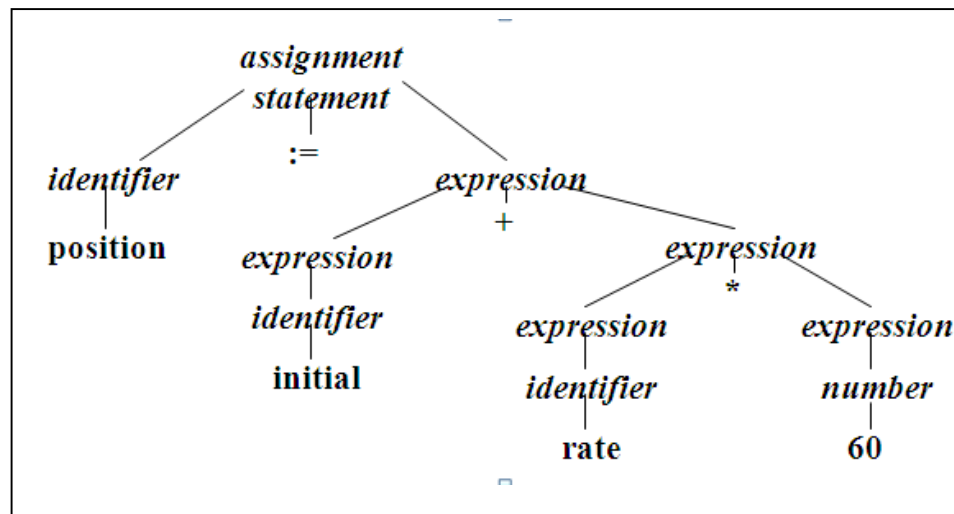 assignment
statement
:=
identifier
expression
+
position
expression
expression
*
identifier
expression
expression
initial
identifier
number
rate
60